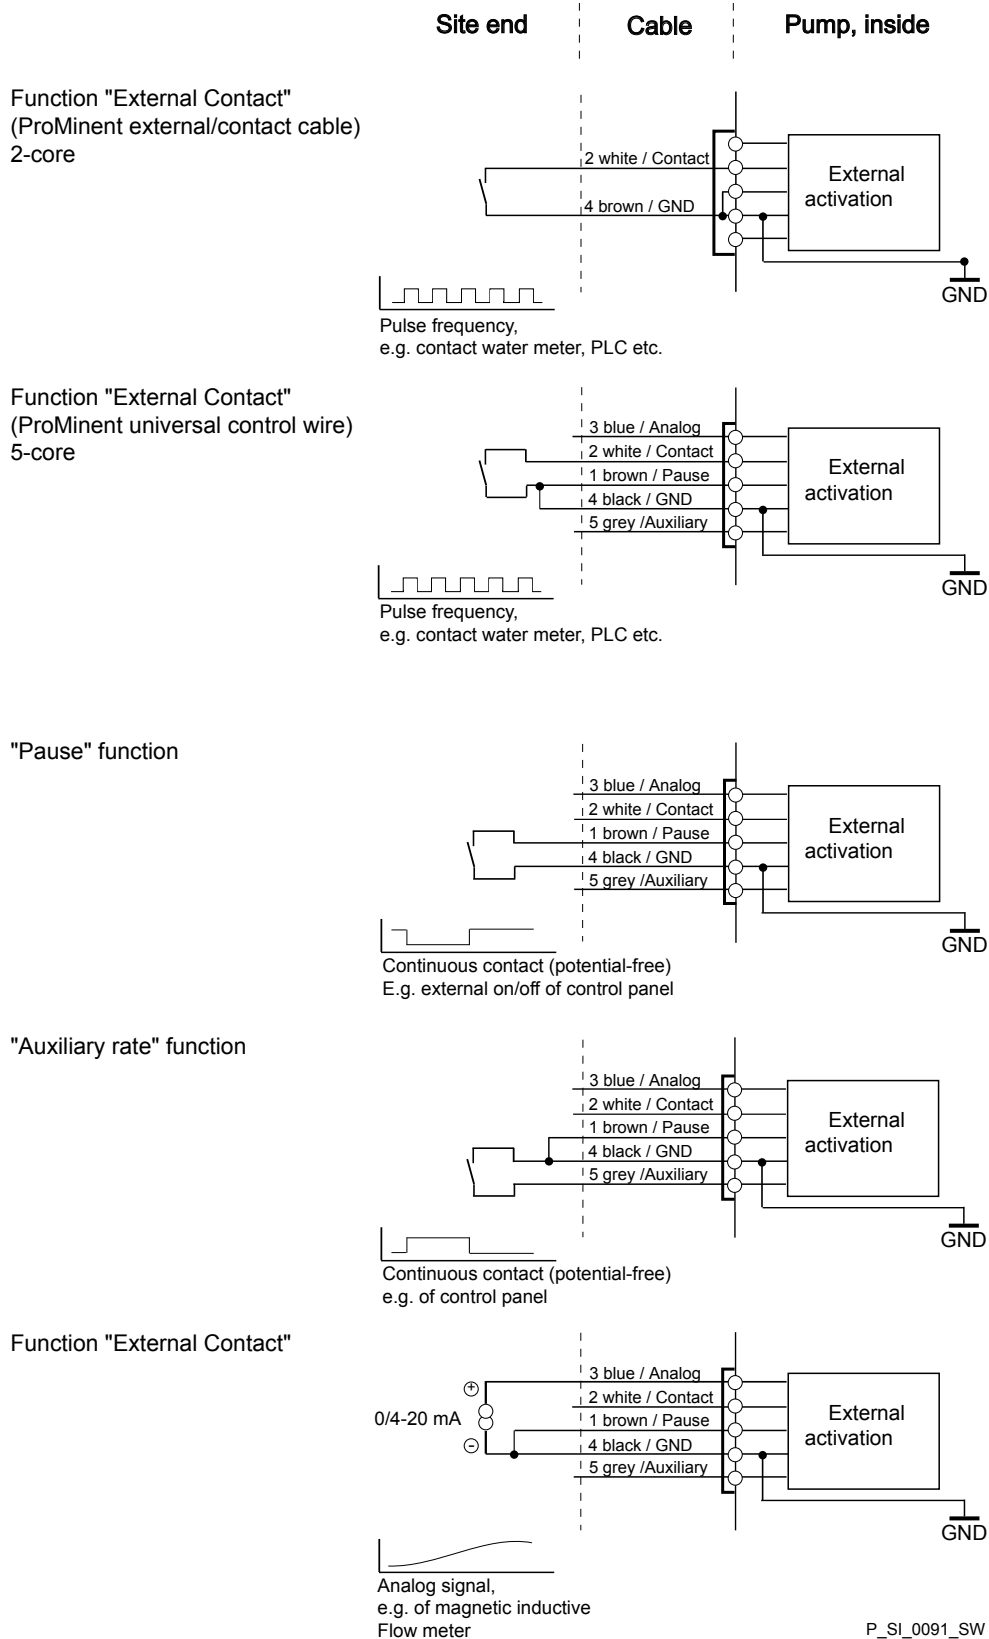 Site end Cable Pump, inside
Function "External Contact"
(ProMinent external/contact cable)
2-core
2 white / Contact
4 brown / GND
External
activation
GND
Pulse frequency,
e.g. contact water meter, PLC etc.
Function "External Contact"
(ProMinent universal control wire)
5-core
3 blue / Analog
2 white / Contact
1 brown / Pause
4 black / GND
5 grey /Auxiliary
External
activation
GND
Pulse frequency,
e.g. contact water meter, PLC etc.
"Pause" function
3 blue / Analog
2 white / Contact
1 brown / Pause
4 black / GND
5 grey /Auxiliary
External
activation
GND
Continuous contact (potential-free)
E.g. external on/off of control panel
"Auxiliary rate" function
3 blue / Analog
2 white / Contact
1 brown / Pause
4 black / GND
5 grey /Auxiliary
External
activation
GND
Continuous contact (potential-free)
e.g. of control panel
Function "External Contact"
+
0/4-20 mA
-
3 blue / Analog
2 white / Contact
1 brown / Pause
4 black / GND
5 grey /Auxiliary
External
activation
GND
Analog signal,
e.g. of magnetic inductive
Flow meter
P_SI_0091_SW